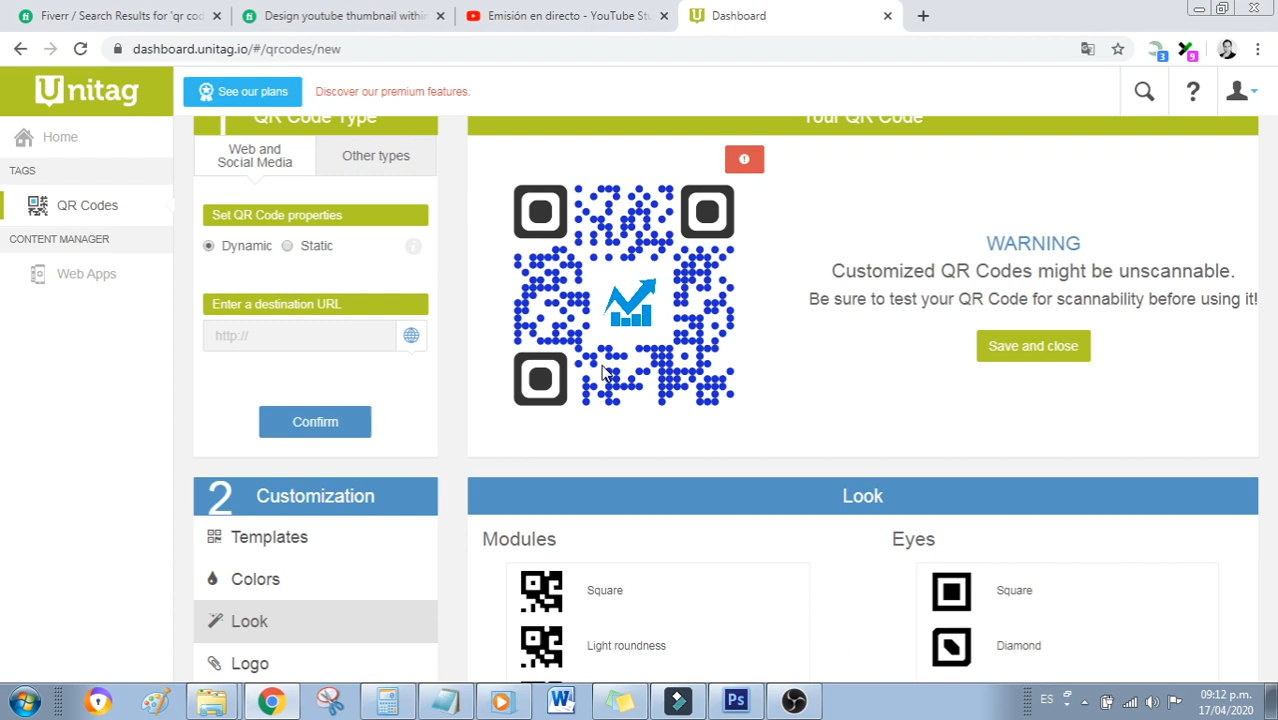 Fiverr / Search Results for 'qr co
Design youtube thumbnail within
Emisión en directo - YouTube Stu
Dashboard
dashboard.unitag.io/#/qrcodes/new
3
9
Unitag
See our plans
Discover our premium features.
Home
TAGS
QR Codes
CONTENT MANAGER
Web Apps
1 QR Code Type
Web and
Social Media
Other types
Set QR Code properties
Dynamic
Static
Enter a destination URL
http://
Confirm
Your QR Code
WARNING
Customized QR Codes might be unscannable.
Be sure to test your QR Code for scannability before using it!
Save and close
2 Customization
Templates
Colors
Look
Logo
Look
Modules
Square
Light roundness
Eyes
Square
Diamond
ES
09:12 p.m.
17/04/2020